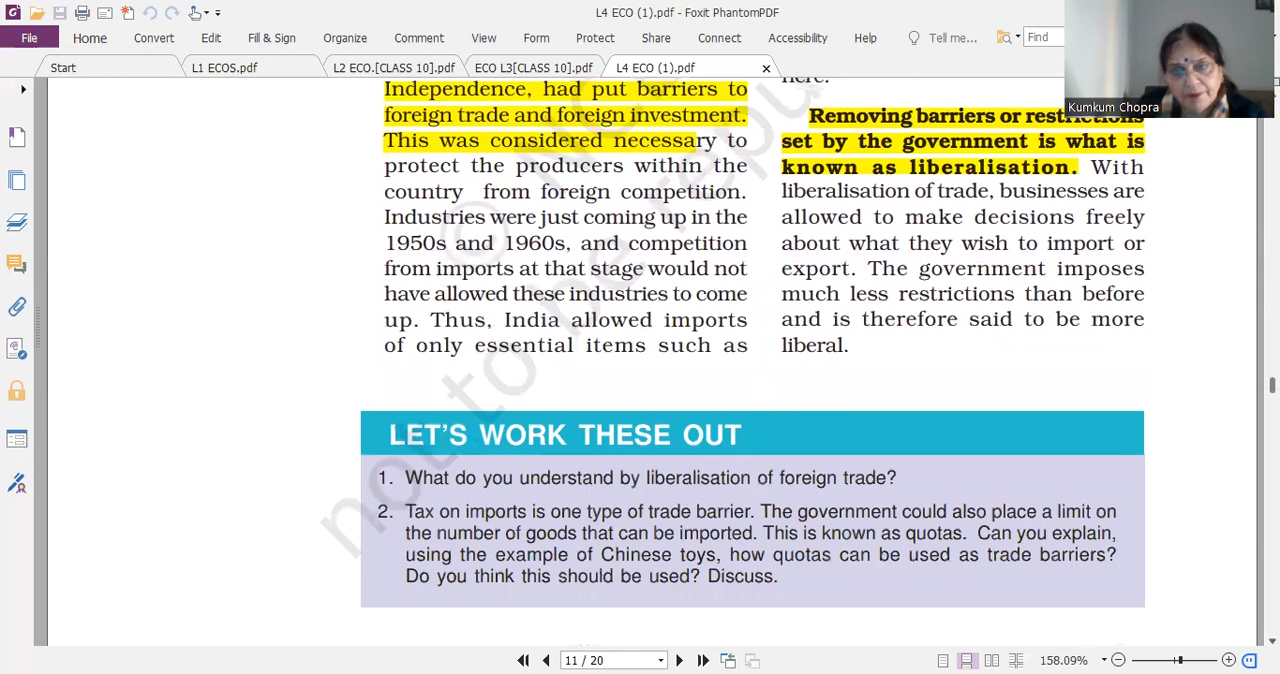 L4 ECO (1).pdf - Foxit PhantomPDF
File Home Convert Edit Fill & Sign Organize Comment View Form Protect Share Connect Accessibility Help Tell me... Find
Start L1 ECOS.pdf L2 ECO.[CLASS 10].pdf ECO L3[CLASS 10].pdf L4 ECO (1).pdf
Kumkum Chopra
Independence, had put barriers to
foreign trade and foreign investment.
This was considered necessary to
protect the producers within the
country from foreign competition.
Industries were just coming up in the
1950s and 1960s, and competition
from imports at that stage would not
have allowed these industries to come
up. Thus, India allowed imports
of only essential items such as
here.
Removing barriers or restrictions
set by the government is what is
known as liberalisation. With
liberalisation of trade, businesses are
allowed to make decisions freely
about what they wish to import or
export. The government imposes
much less restrictions than before
and is therefore said to be more
liberal.
LET'S WORK THESE OUT
1. What do you understand by liberalisation of foreign trade?
2. Tax on imports is one type of trade barrier. The government could also place a limit on
the number of goods that can be imported. This is known as quotas. Can you explain,
using the example of Chinese toys, how quotas can be used as trade barriers?
Do you think this should be used? Discuss.
not to be repu
11 / 20
158.09%